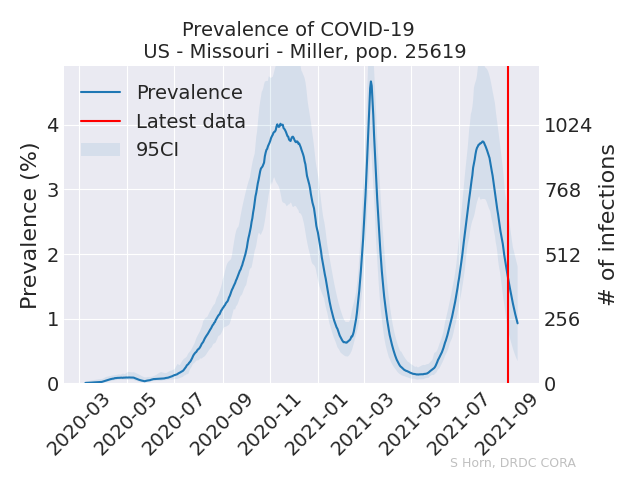 Prevalence of COVID-19
US - Missouri - Miller, pop. 25619
Prevalence
Latest data
95CI
Prevalence (%)
4
3
2
1
0
# of infections
1024
768
512
256
0
2020-03
2020-05
2020-07
2020-09
2020-11
2021-01
2021-03
2021-05
2021-07
2021-09
S Horn, DRDC CORA